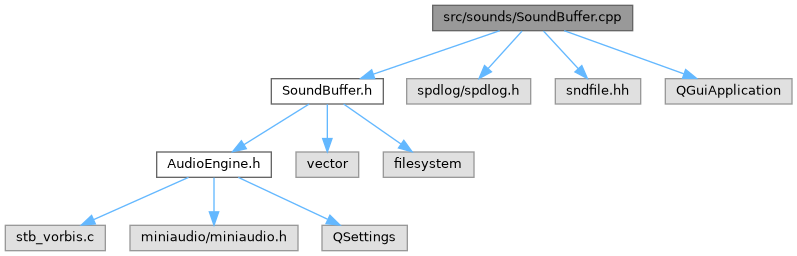 src/sounds/SoundBuffer.cpp
SoundBuffer.h
spdlog/spdlog.h
sndfile.hh
QGuiApplication
AudioEngine.h
vector
filesystem
stb_vorbis.c
miniaudio/miniaudio.h
QSettings